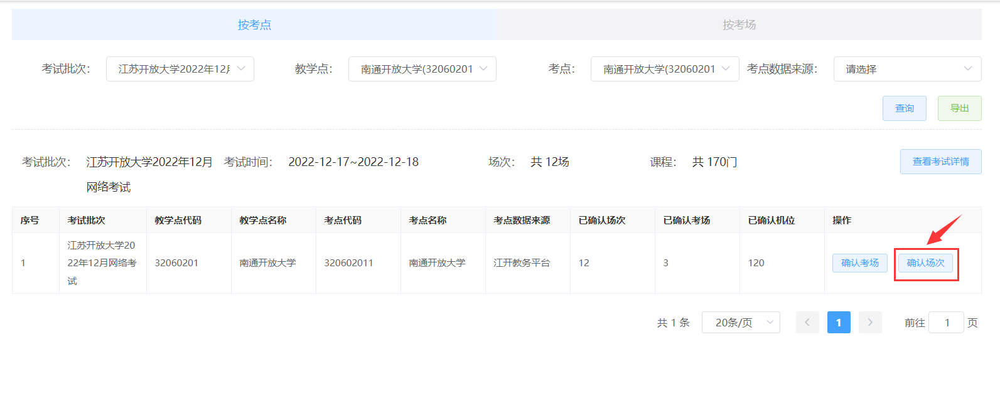 按考点
按考场
考试批次：
江苏开放大学2022年12月
教学点：
南通开放大学(32060201
考点：
南通开放大学(32060201
考点数据来源：
请选择
查询
导出
考试批次：
江苏开放大学2022年12月
网络考试
考试时间：
2022-12-17~2022-12-18
场次：
共 12场
课程：
共 170门
查看考试详情
序号
考试批次
教学点代码
教学点名称
考点代码
考点名称
考点数据来源
已确认场次
已确认考场
已确认机位
操作
1
江苏开放大学20
22年12月网络考
试
32060201
南通开放大学
320602011
南通开放大学
江开教务平台
12
3
120
确认考场
确认场次
共 1 条
20条/页
1
前往
1
页